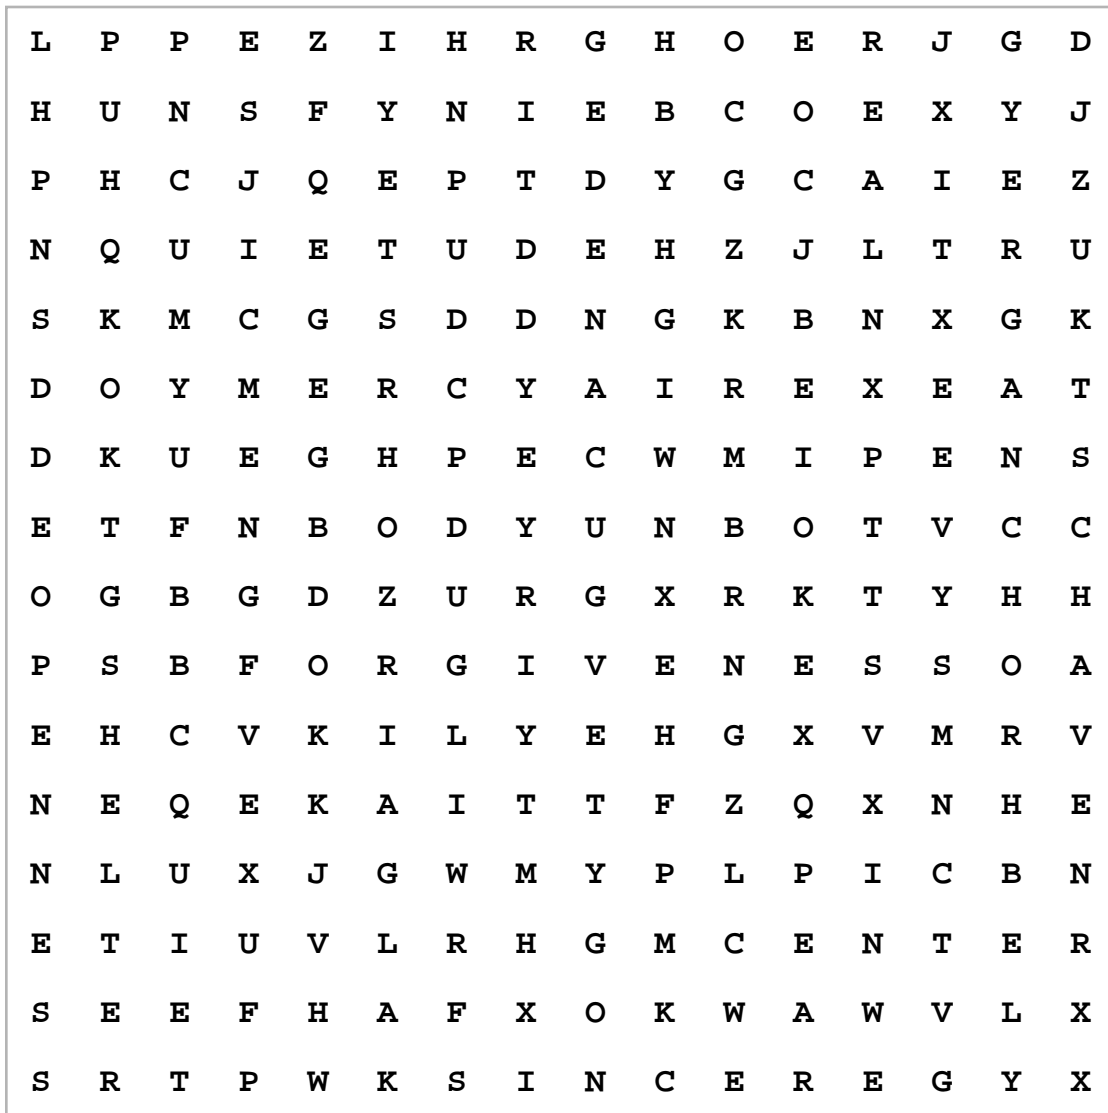 L P P E Z I H R G H O E R J G D
H U N S F Y N I E B C O E X Y J
P H C J Q E P T D Y G C A I E Z
N Q U I E T U D E H Z J L T R U
S K M C G S D D N G K B N X G K
D O Y M E R C Y A I R E X E A T
D K U E G H P E C W M I P E N S
E T F N B O D Y U N B O T V C C
O G B G D Z U R G X R K T Y H H
P S B F O R G I V E N E S S O A
E H C V K I L Y E H G X V M R V
N E Q E K A I T T F Z Q X N H E
N L U X J G W M Y P L P I C B N
E T I U V L R H G M C E N T E R
S E E F H A F X O K W A W V L X
S R T P W K S I N C E R E G Y X